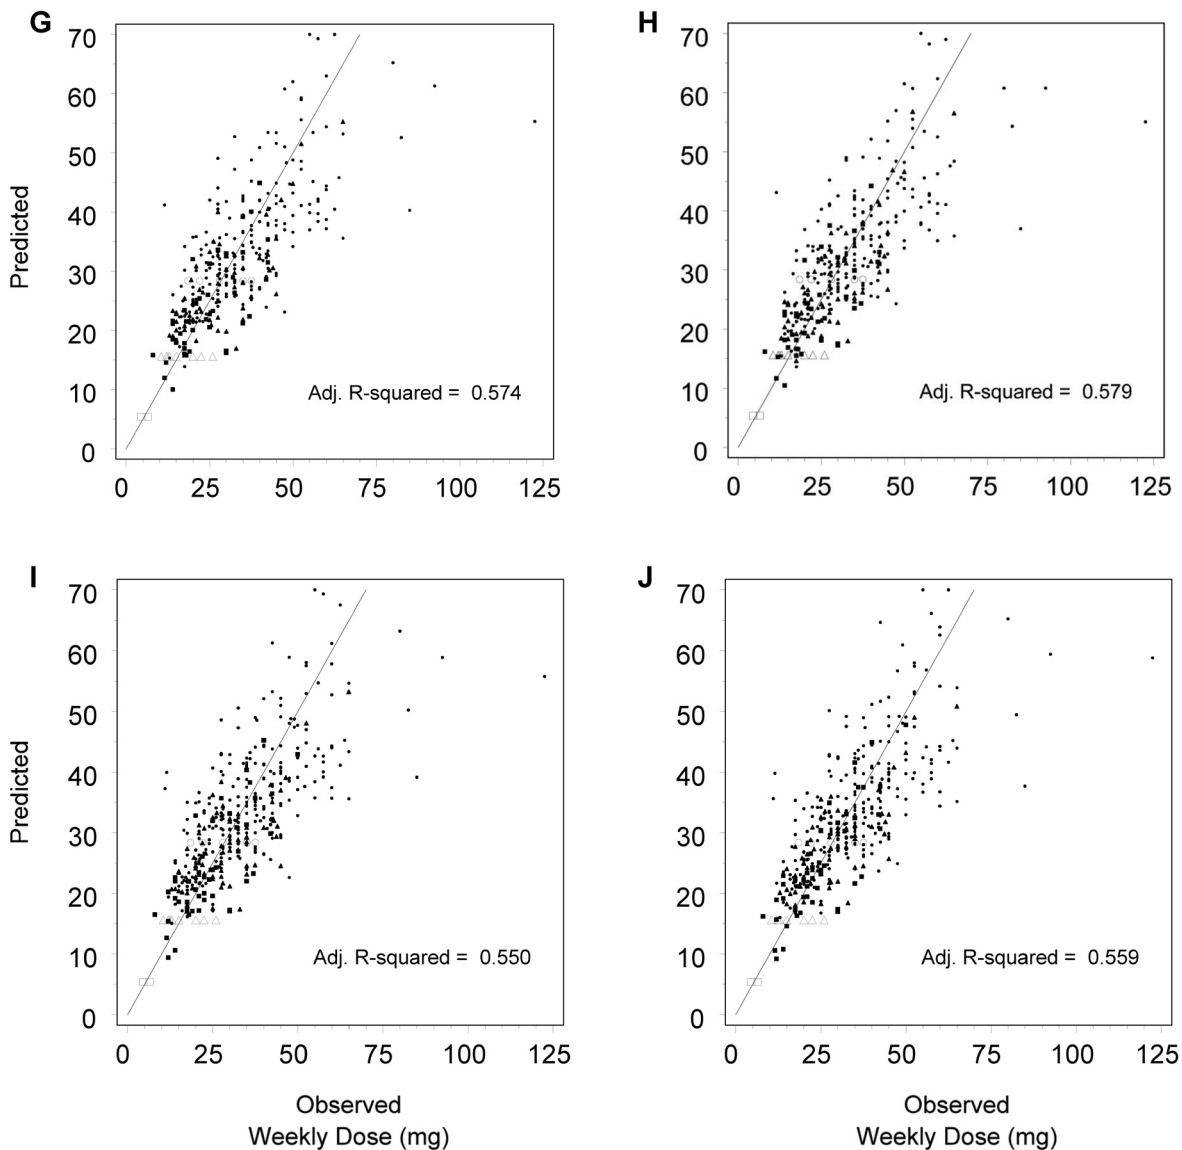 G
H
70
60
50
40
30
20
10
0
Predicted
Adj. R-squared = 0.574
0 25 50 75 100 125
70
60
50
40
30
20
10
0
Adj. R-squared = 0.579
0 25 50 75 100 125
I
J
70
60
50
40
30
20
10
0
Predicted
Adj. R-squared = 0.550
0 25 50 75 100 125
Observed
Weekly Dose (mg)
70
60
50
40
30
20
10
0
Adj. R-squared = 0.559
0 25 50 75 100 125
Observed
Weekly Dose (mg)